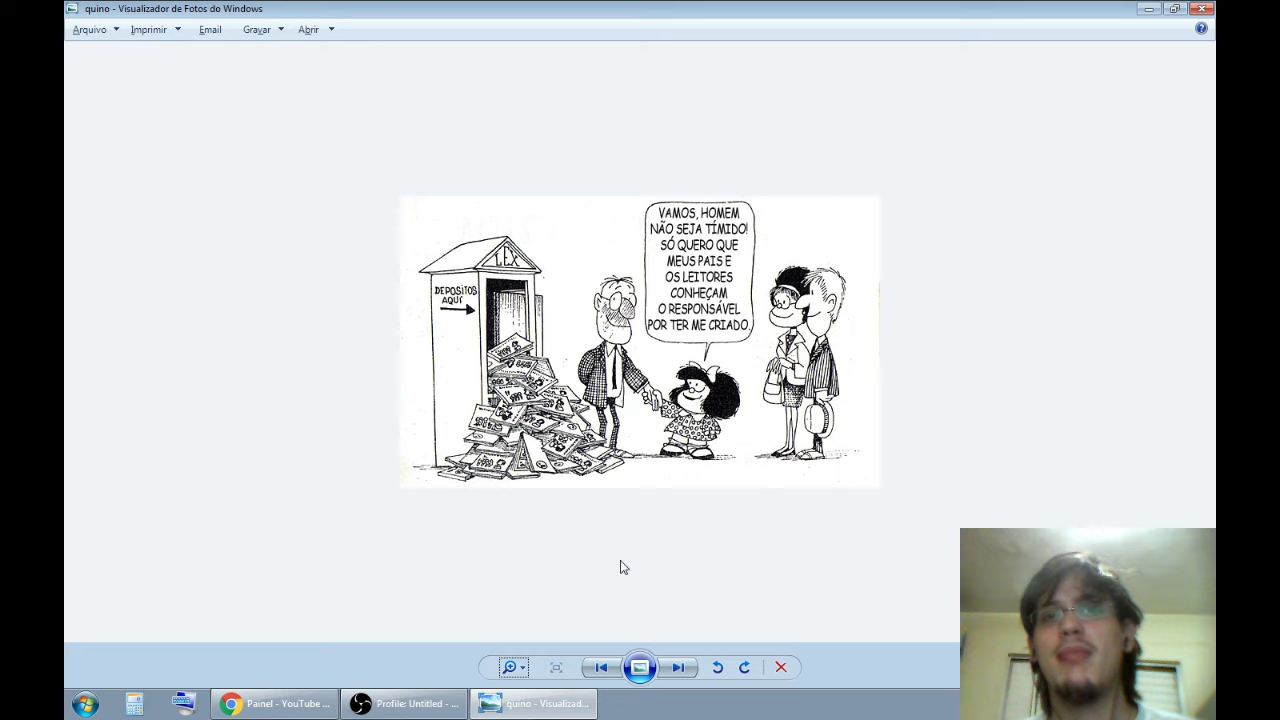 quino - Visualizador de Fotos do Windows
Arquivo Imprimir Email Gravar Abrir
VAMOS, HOMEM
NÃO SEJA TÍMIDO!
SÓ QUERO QUE
MEUS PAIS E
OS LEITORES
CONHEÇAM
O RESPONSÁVEL
POR TER ME CRIADO.
LEX
DEPOSITOS
AQUI
Painel - YouTube ... Profile: Untitled - ... quino - Visualizad...